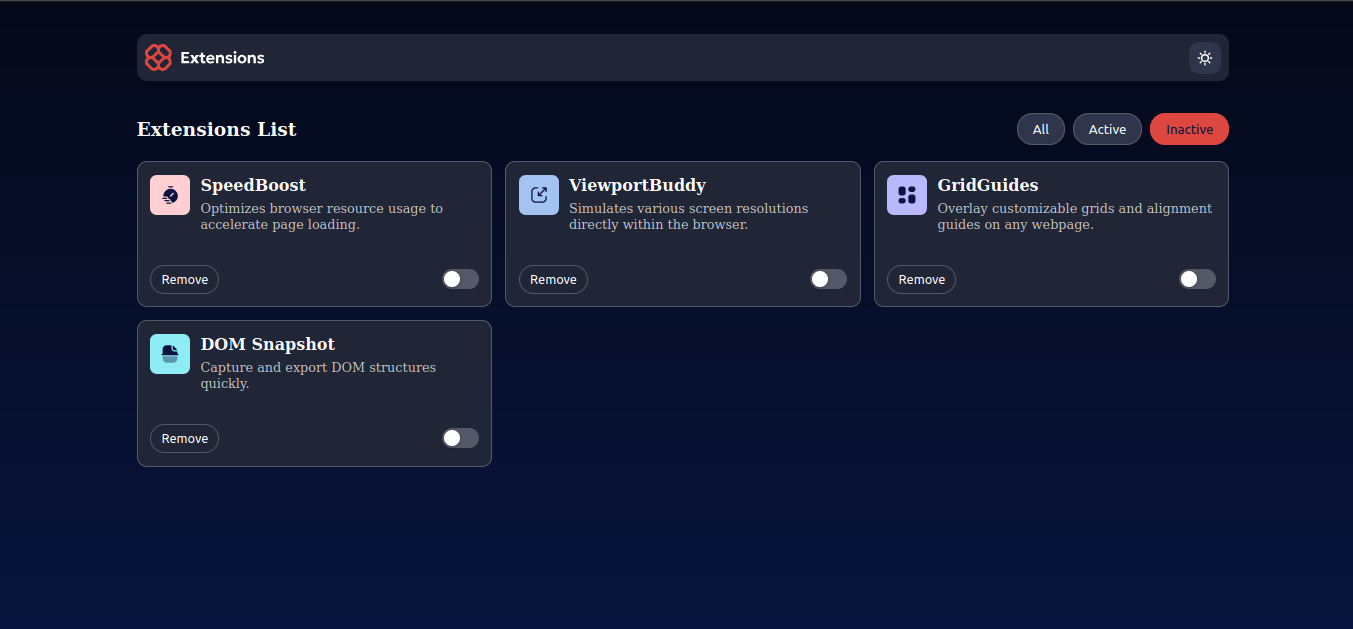 Extensions
Extensions List
All
Active
Inactive
SpeedBoost
Optimizes browser resource usage to
accelerate page loading.
Remove
ViewportBuddy
Simulates various screen resolutions
directly within the browser.
Remove
GridGuides
Overlay customizable grids and alignment
guides on any webpage.
Remove
DOM Snapshot
Capture and export DOM structures
quickly.
Remove